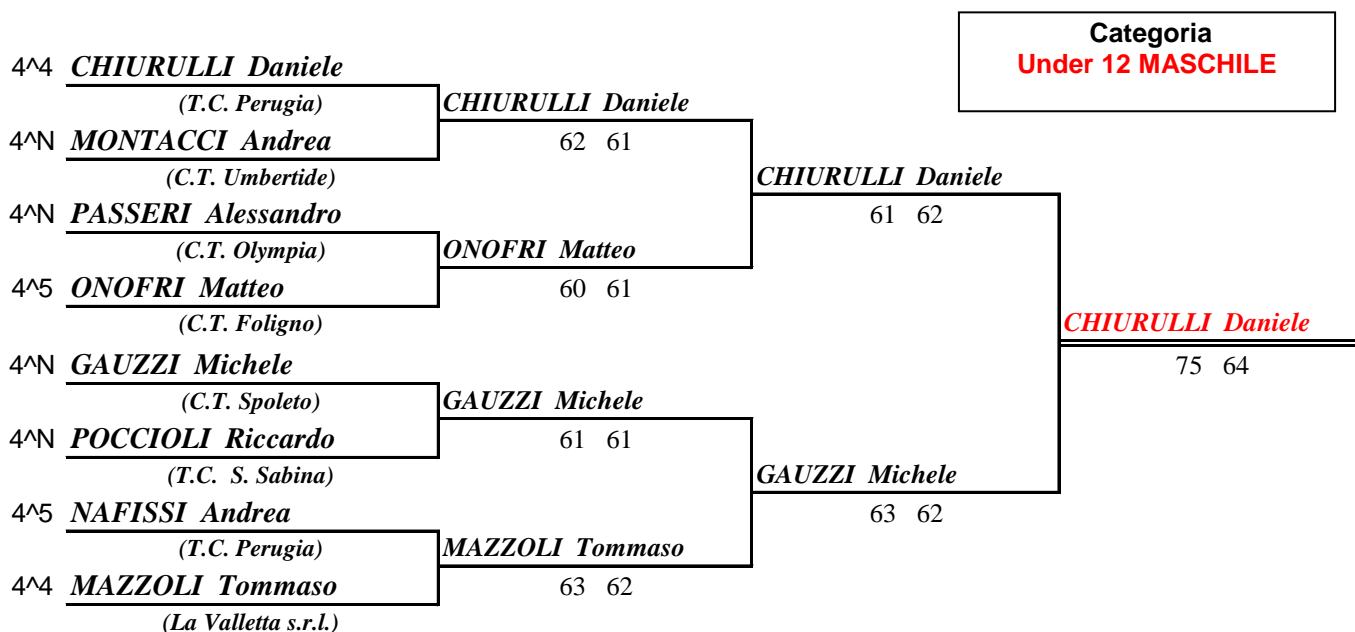 Categoria
Under 12 MASCHILE
4^4 CHIURULLI Daniele
(T.C. Perugia)
CHIURULLI Daniele
4^N MONTACCI Andrea
62 61
(C.T. Umbertide)
CHIURULLI Daniele
4^N PASSERI Alessandro
61 62
(C.T. Olympia)
ONOFRI Matteo
4^5 ONOFRI Matteo
60 61
(C.T. Foligno)
CHIURULLI Daniele
4^N GAUZZI Michele
75 64
(C.T. Spoleto)
GAUZZI Michele
4^N POCCIOLI Riccardo
61 61
(T.C. S. Sabina)
GAUZZI Michele
4^5 NAFISSI Andrea
63 62
(T.C. Perugia)
MAZZOLI Tommaso
4^4 MAZZOLI Tommaso
63 62
(La Valletta s.r.l.)